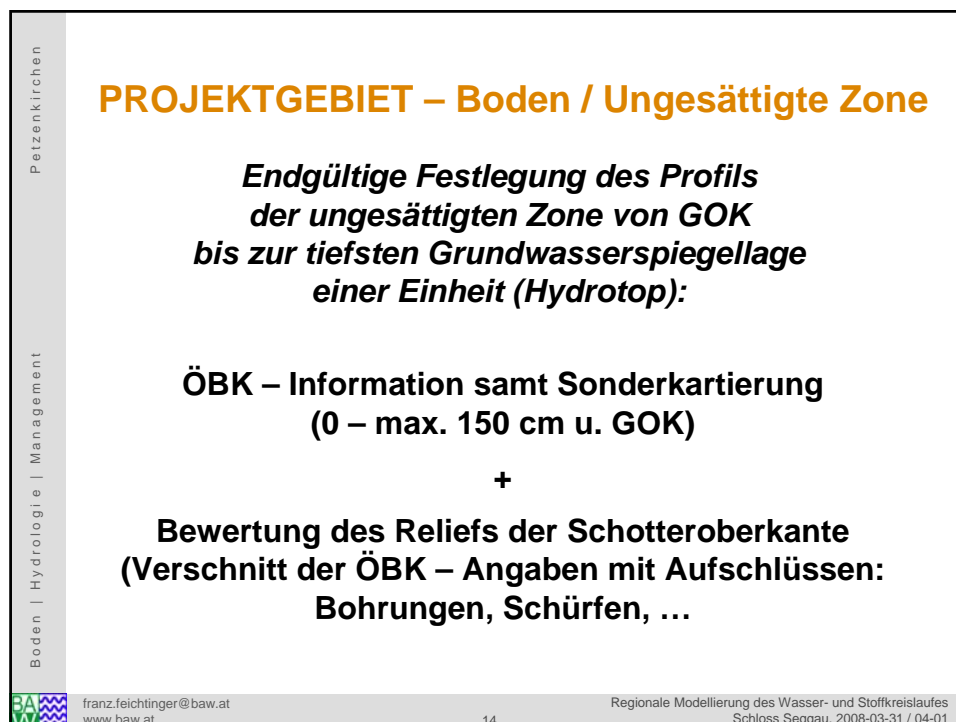 Petzenkirchen
Boden | Hydrologie | Management
PROJEKTGEBIET – Boden / Ungesättigte Zone
Endgültige Festlegung des Profils
der ungesättigten Zone von GOK
bis zur tiefsten Grundwasserspiegellage
einer Einheit (Hydrotop):
ÖBK – Information samt Sonderkartierung
(0 – max. 150 cm u. GOK)
+
Bewertung des Reliefs der Schotteroberkante
(Verschnitt der ÖBK – Angaben mit Aufschlüssen:
Bohrungen, Schürfen, …
BAW
franz.feichtinger@baw.at
www.baw.at
14
Regionale Modellierung des Wasser- und Stoffkreislaufes
Schloss Seggau, 2008-03-31 / 04-01